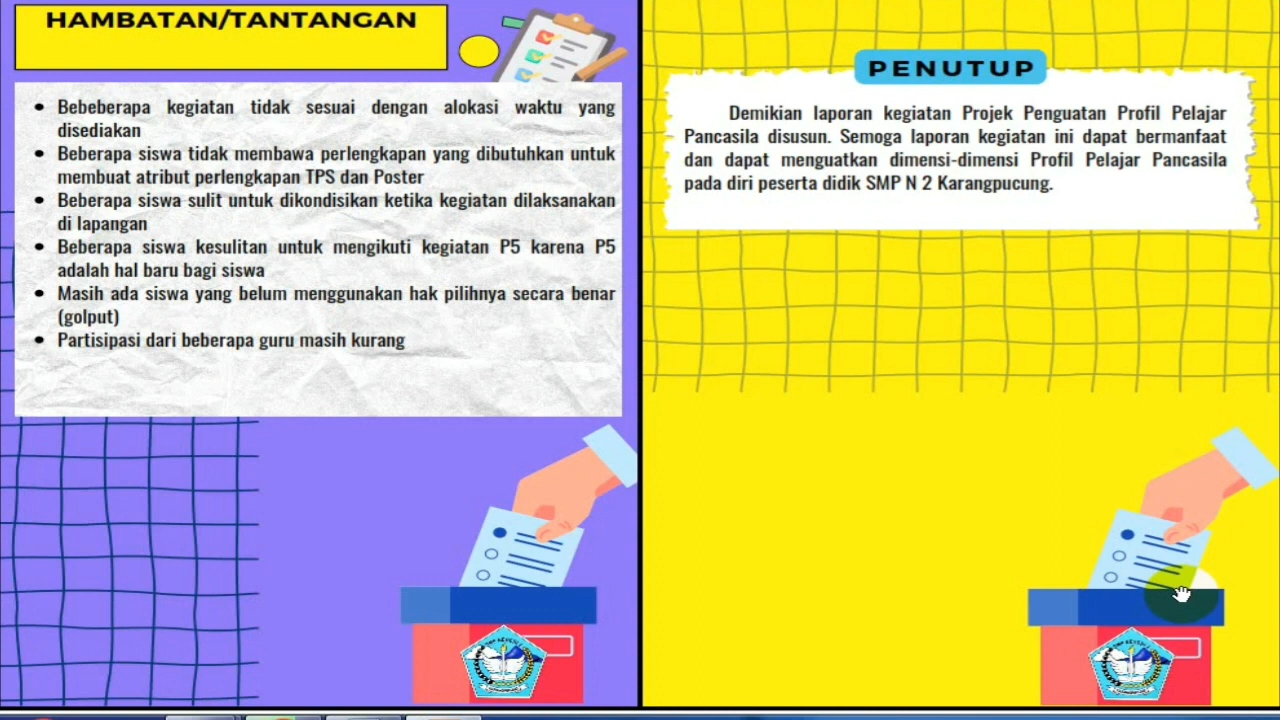 HAMBATAN/TANTANGAN
Bebeberapa kegiatan tidak sesuai dengan alokasi waktu yang
disediakan
Beberapa siswa tidak membawa perlengkapan yang dibutuhkan untuk
membuat atribut perlengkapan TPS dan Poster
Beberapa siswa sulit untuk dikondisikan ketika kegiatan dilaksanakan
di lapangan
Beberapa siswa kesulitan untuk mengikuti kegiatan P5 karena P5
adalah hal baru bagi siswa
Masih ada siswa yang belum menggunakan hak pilihnya secara benar
(golput)
Partisipasi dari beberapa guru masih kurang
PENUTUP
Demikian laporan kegiatan Projek Penguatan Profil Pelajar
Pancasila disusun. Semoga laporan kegiatan ini dapat bermanfaat
dan dapat menguatkan dimensi-dimensi Profil Pelajar Pancasila
pada diri peserta didik SMP N 2 Karangpucung.